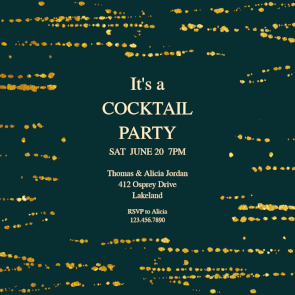 It's a
COCKTAIL
PARTY
SAT JUNE 20 7PM
Thomas & Alicia Jordan
412 Osprey Drive
Lakeland
RSVP to Alicia
123.456.7890